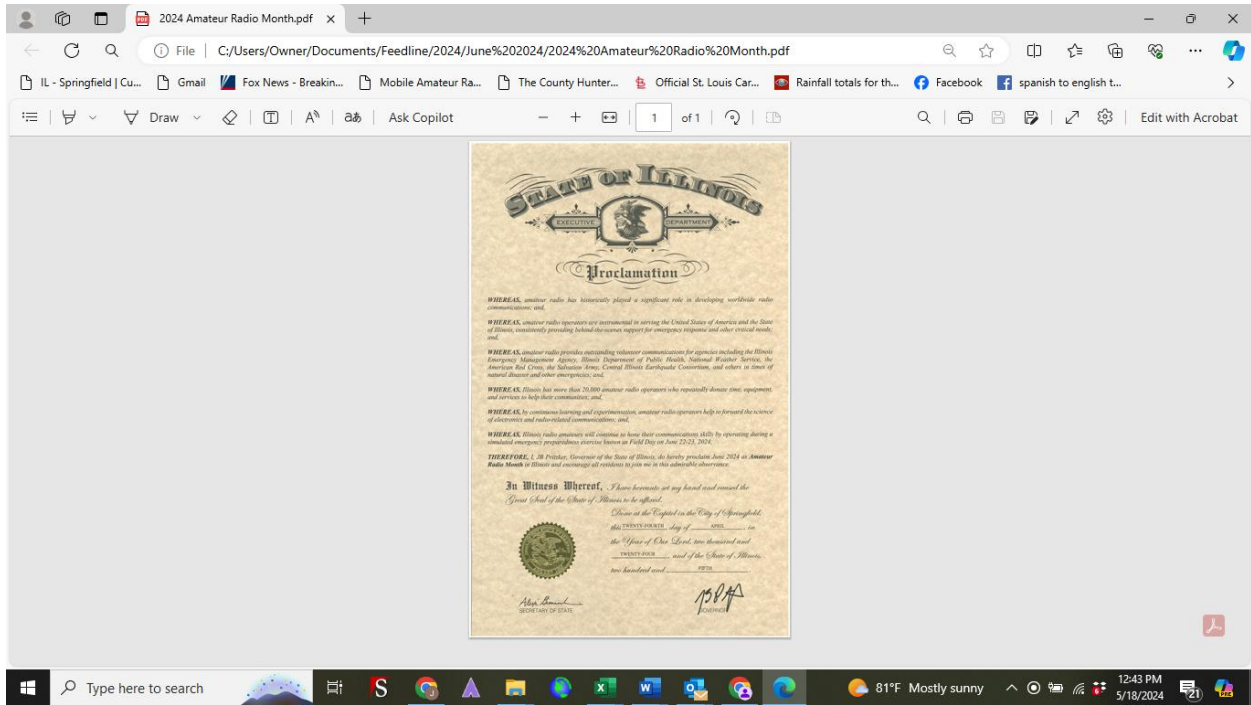 2024 Amateur Radio Month.pdf
File | C:/Users/Owner/Documents/Feedline/2024/June%202024/2024%20Amateur%20Radio%20Month.pdf
IL - Springfield | Cu... Gmail Fox News - Breakin... Mobile Amateur Ra... The County Hunter... Official St. Louis Car... Rainfall totals for th... Facebook spanish to english t...
Draw Ask Copilot 1 of 1 Edit with Acrobat
STATE OF ILLINOIS
EXECUTIVE DEPARTMENT
Proclamation
WHEREAS, amateur radio has historically played a significant role in developing worldwide radio
communications; and,
WHEREAS, amateur radio operators are instrumental in serving the United States of America and the State
of Illinois, consistently providing behind-the-scenes support for emergency response and other critical needs;
and,
WHEREAS, amateur radio provides outstanding volunteer communications for agencies including the Illinois
Emergency Management Agency, Illinois Department of Public Health, National Weather Service, the
American Red Cross, the Salvation Army, Central Illinois Earthquake Consortium, and others in times of
natural disaster and other emergencies; and,
WHEREAS, Illinois has more than 20,000 amateur radio operators who repeatedly donate time, equipment,
and services to help their communities; and,
WHEREAS, by continuous learning and experimentation, amateur radio operators help to forward the science
of electronics and radio-related communications; and,
WHEREAS, Illinois radio amateurs will continue to hone their communications skills by operating during a
simulated emergency preparedness exercise known as Field Day on June 22-23, 2024;
THEREFORE, I, JB Pritzker, Governor of the State of Illinois, do hereby proclaim June 2024 as Amateur
Radio Month in Illinois and encourage all residents to join me in this admirable observance.
In Witness Whereof, I have hereunto set my hand and caused the
Great Seal of the State of Illinois to be affixed.
Done at the Capitol in the City of Springfield,
this TWENTY-FOURTH day of APRIL, in
the Year of Our Lord, two thousand and
TWENTY-FOUR and of the State of Illinois,
two hundred and FIFTH
SECRETARY OF STATE
GOVERNOR
Type here to search
81°F Mostly sunny
12:43 PM
5/18/2024
21